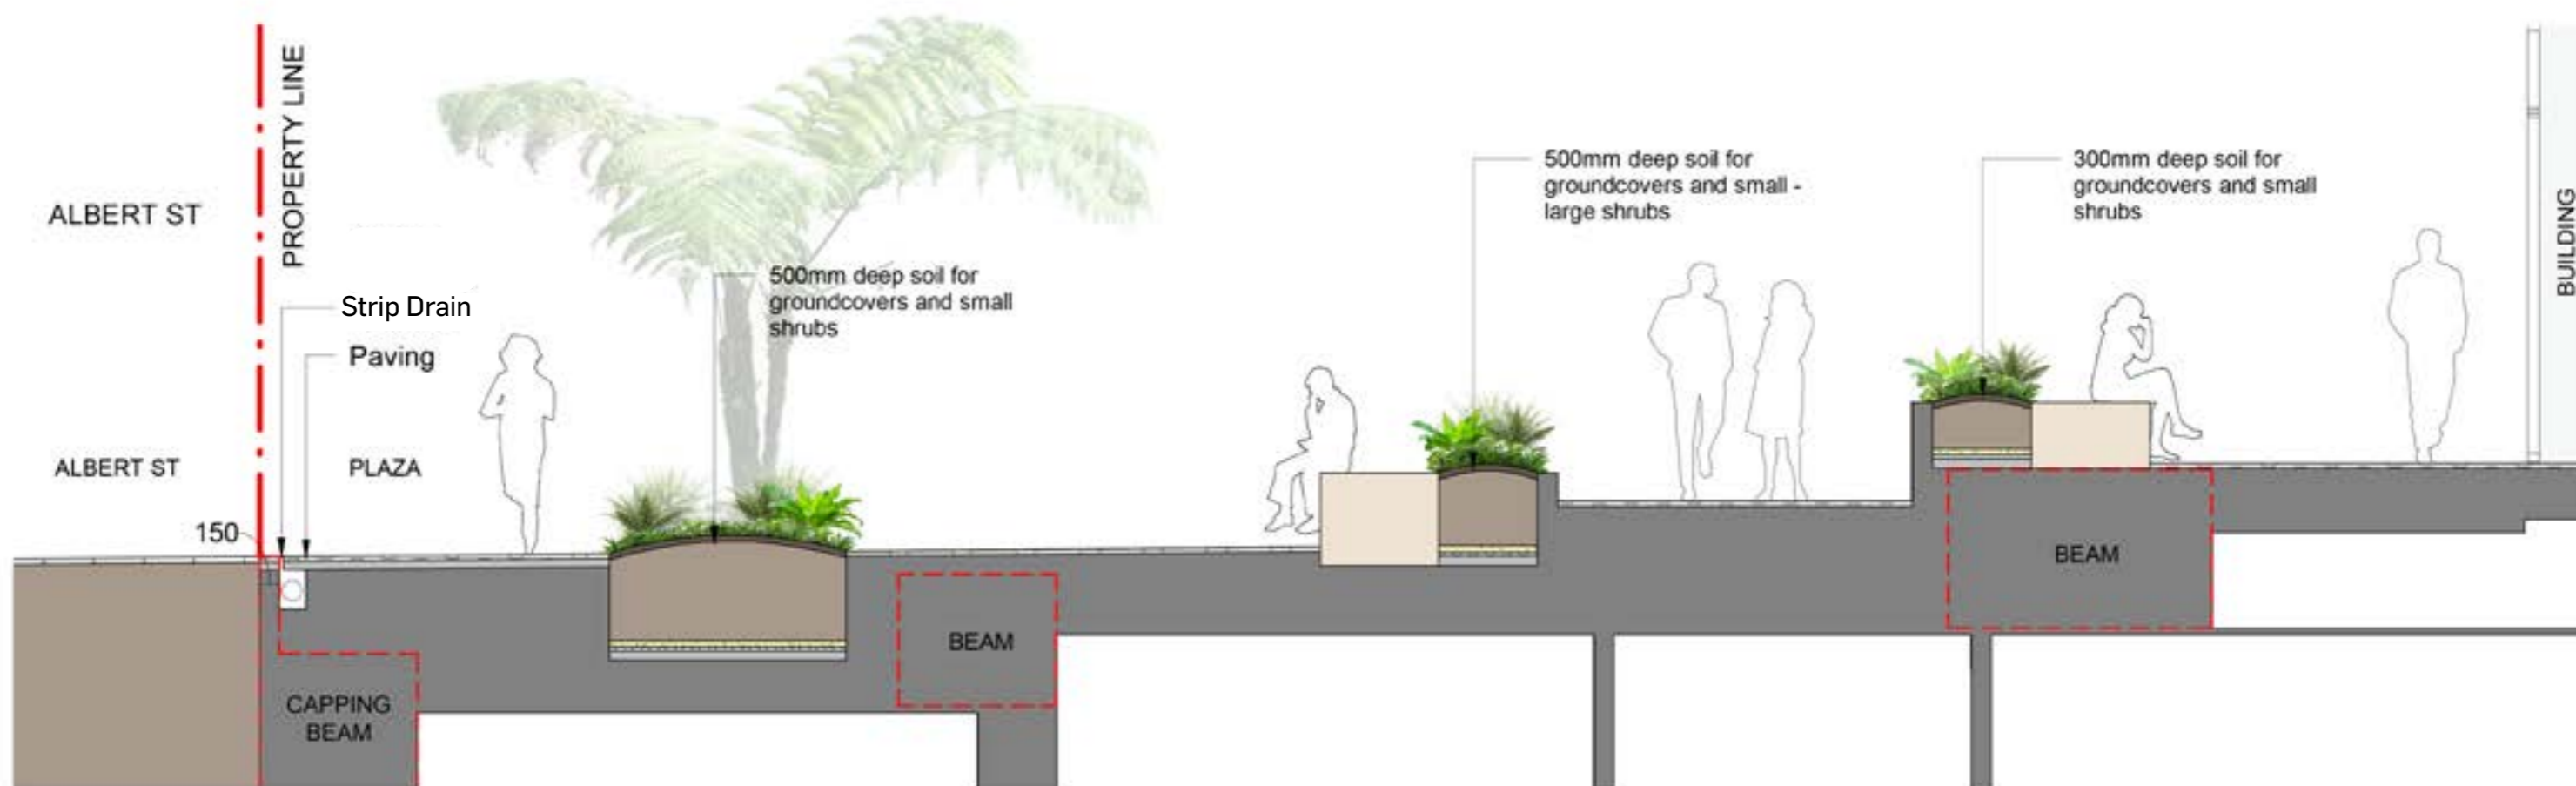 ALBERT ST
PROPERTY LINE
Strip Drain
Paving
ALBERT ST
PLAZA
150
500mm deep soil for
groundcovers and small
shrubs
500mm deep soil for
groundcovers and small -
large shrubs
300mm deep soil for
groundcovers and small
shrubs
BUILDING
CAPPING
BEAM
BEAM
BEAM